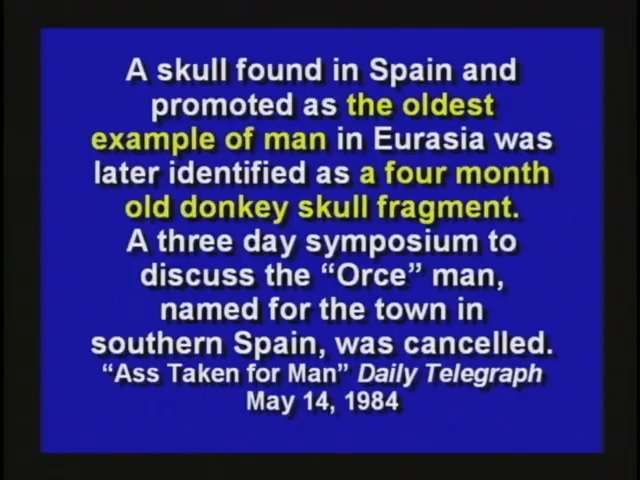 A skull found in Spain and
promoted as the oldest
example of man in Eurasia was
later identified as a four month
old donkey skull fragment.
A three day symposium to
discuss the “Orce” man,
named for the town in
southern Spain, was cancelled.
“Ass Taken for Man” Daily Telegraph
May 14, 1984